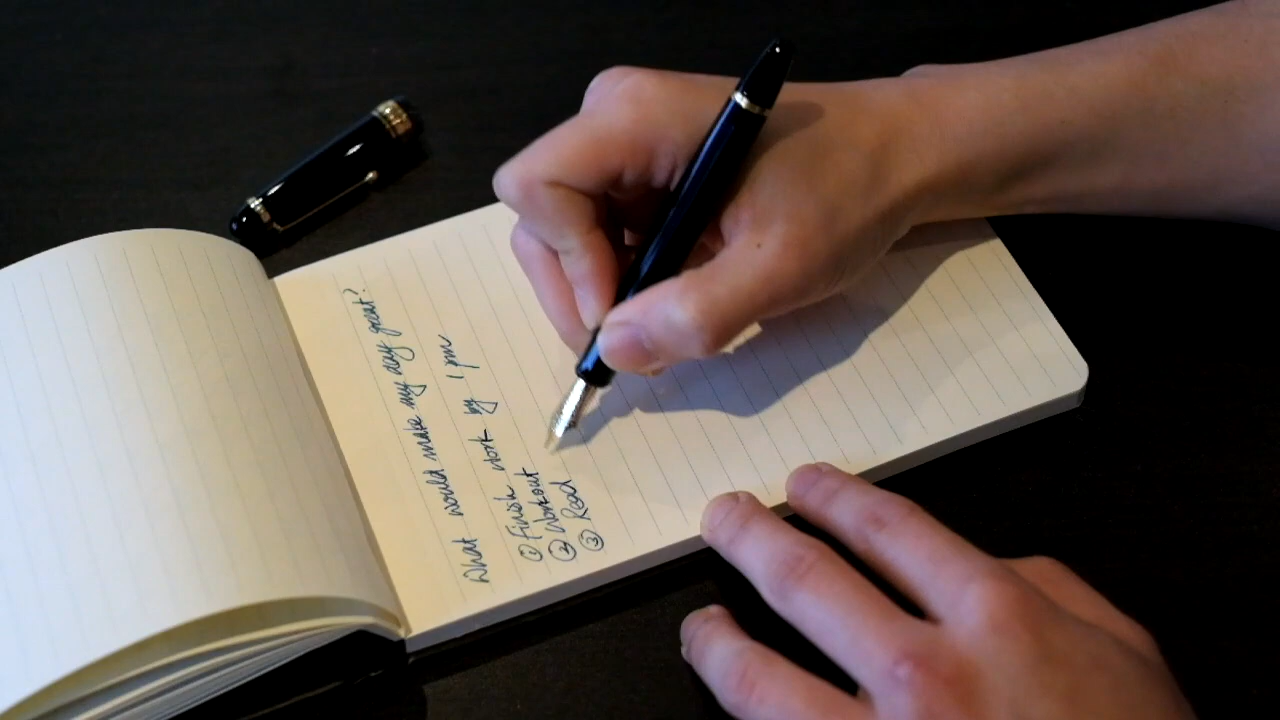 What would make my day great?
① Finish work by 1 pm
② Workout
③ Read